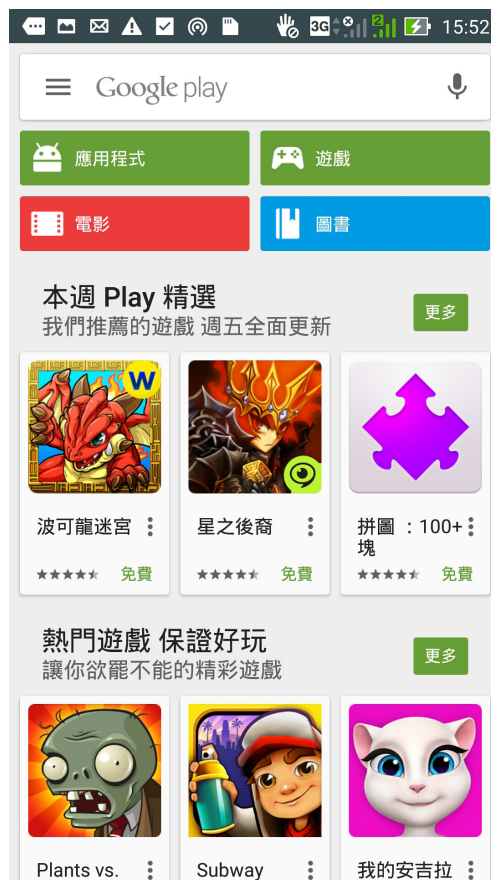 3G 2 15:52
Google play
應用程式
遊戲
電影
圖書
本週 Play 精選
我們推薦的遊戲 週五全面更新
更多
W
波可龍迷宮
星之後裔
拼圖 ：100+
塊
免費
免費
免費
熱門遊戲 保證好玩
讓你欲罷不能的精彩遊戲
更多
Plants vs.
Subway
我的安吉拉